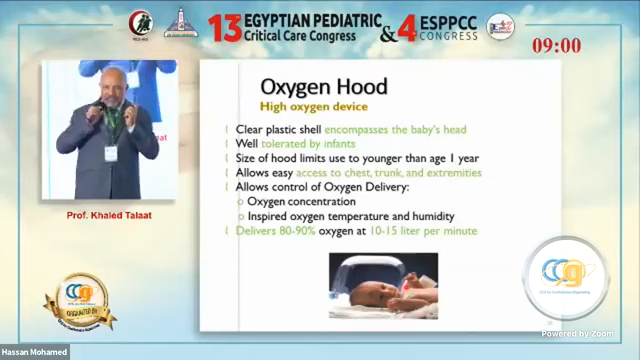 13 EGYPTIAN PEDIATRIC
Critical Care Congress
& 4 ESPPCC
CONGRESS
09:00
Oxygen Hood
High oxygen device
Clear plastic shell encompasses the baby's head
Well tolerated by infants
Size of hood limits use to younger than age 1 year
Allows easy access to chest, trunk, and extremities
Allows control of Oxygen Delivery:
Oxygen concentration
Inspired oxygen temperature and humidity
Delivers 80-90% oxygen at 10-15 liter per minute
Prof. Khaled Talaat
ccg
ORGANIZED BY
ccg
Powered by Zoom
Hassan Mohamed